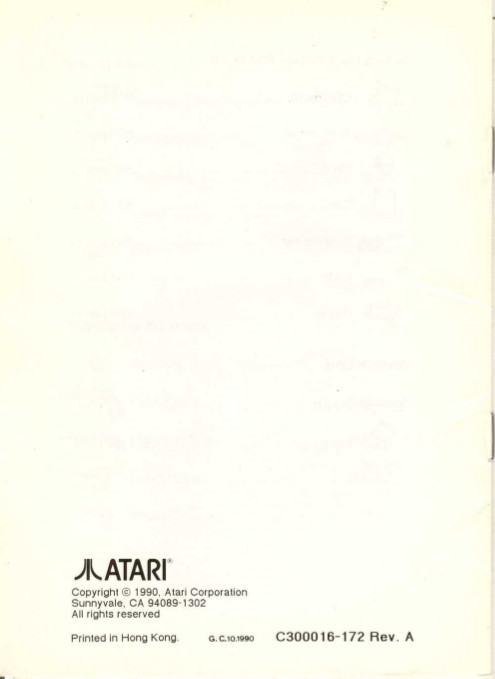 ATARI®
Copyright © 1990, Atari Corporation
Sunnyvale, CA 94089-1302
All rights reserved
Printed in Hong Kong. G.C.10.1990 C300016-172 Rev. A